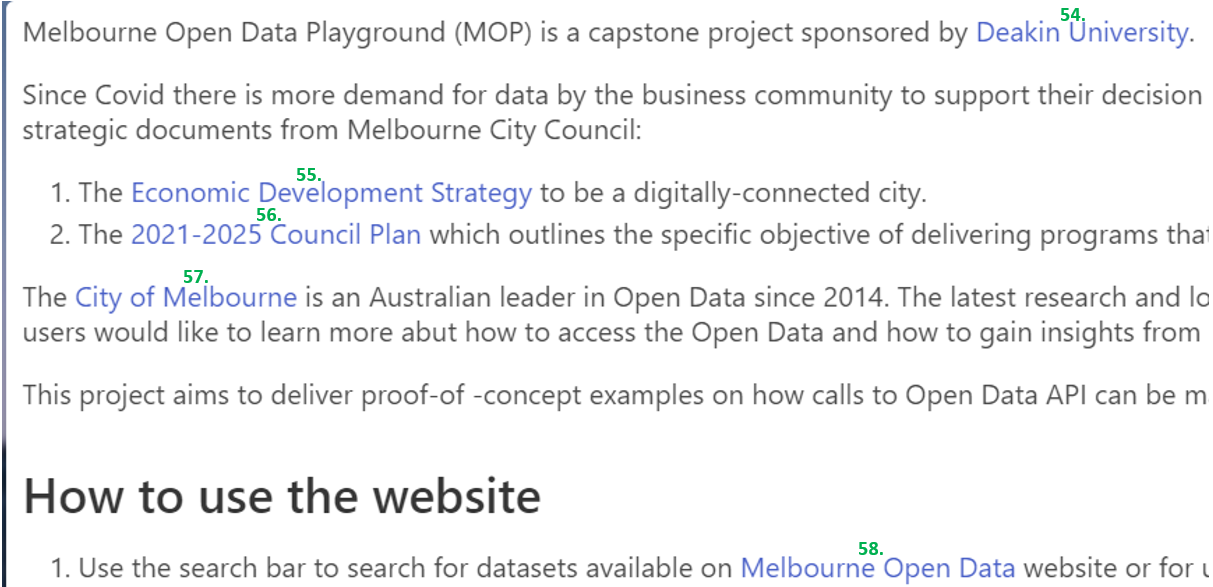 54.
Melbourne Open Data Playground (MOP) is a capstone project sponsored by Deakin University.
Since Covid there is more demand for data by the business community to support their decision
strategic documents from Melbourne City Council:
55.
1. The Economic Development Strategy to be a digitally-connected city.
56.
2. The 2021-2025 Council Plan which outlines the specific objective of delivering programs that
57.
The City of Melbourne is an Australian leader in Open Data since 2014. The latest research and lo
users would like to learn more abut how to access the Open Data and how to gain insights from
This project aims to deliver proof-of -concept examples on how calls to Open Data API can be ma
How to use the website
58.
1. Use the search bar to search for datasets available on Melbourne Open Data website or for u